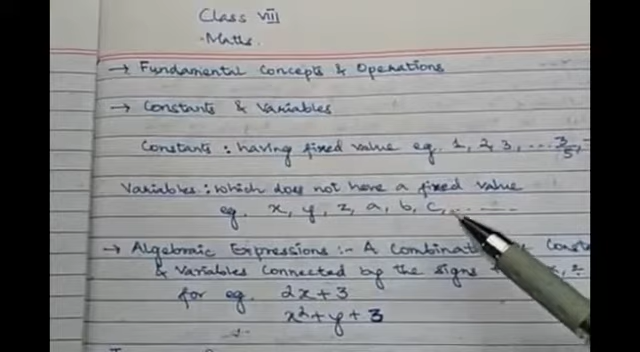 Class VIII
Maths.
→ Fundamental Concepts & Operations
→ Constants & Variables
Constants : having fixed value eg. 1, 2, 3, ... 3/5,
Variables : which does not have a fixed value
eg. x, y, z, a, b, c, ... ...
→ Algebraic Expressions :- A
& Variables connected by the signs
for eg. 2x + 3
x² + y + 3